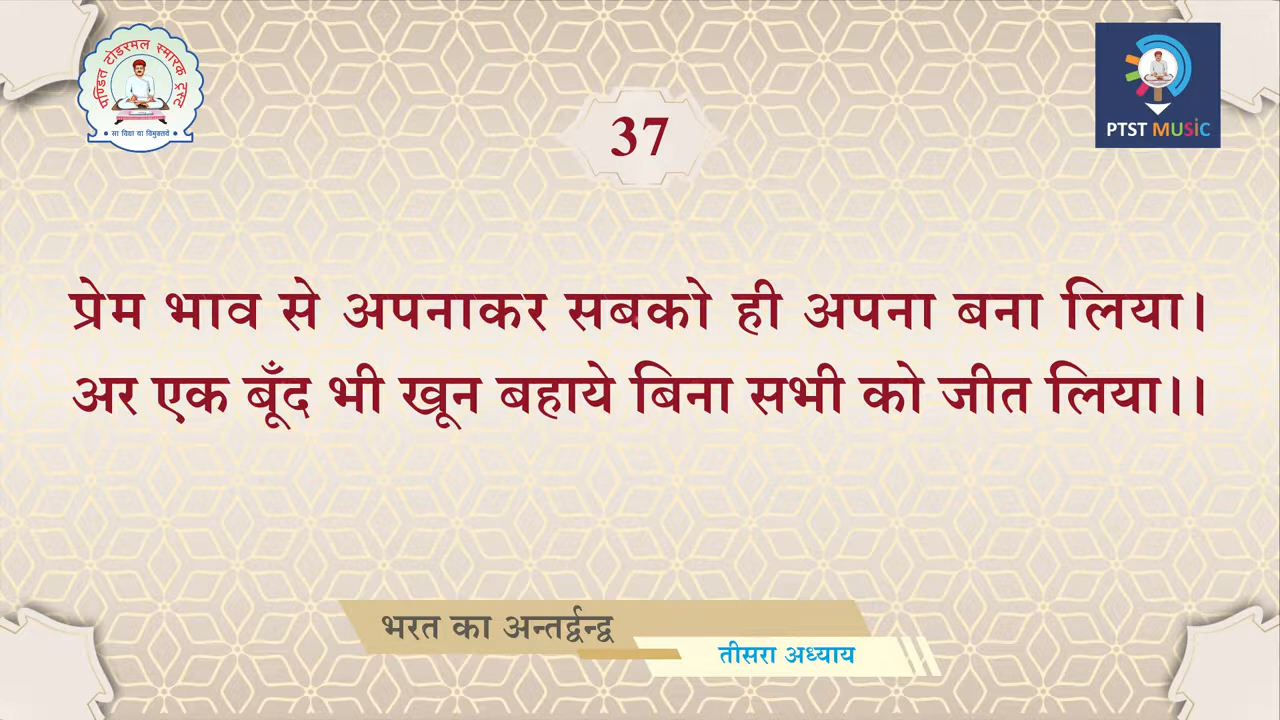 पण्डित टोडरमल स्मारक ट्रस्ट
• सा विद्या या विमुक्तये •
PTST MUSiC
37
प्रेम भाव से अपनाकर सबको ही अपना बना लिया।
अर एक बूँद भी खून बहाये बिना सभी को जीत लिया।।
भरत का अन्तर्द्वन्द्व
तीसरा अध्याय